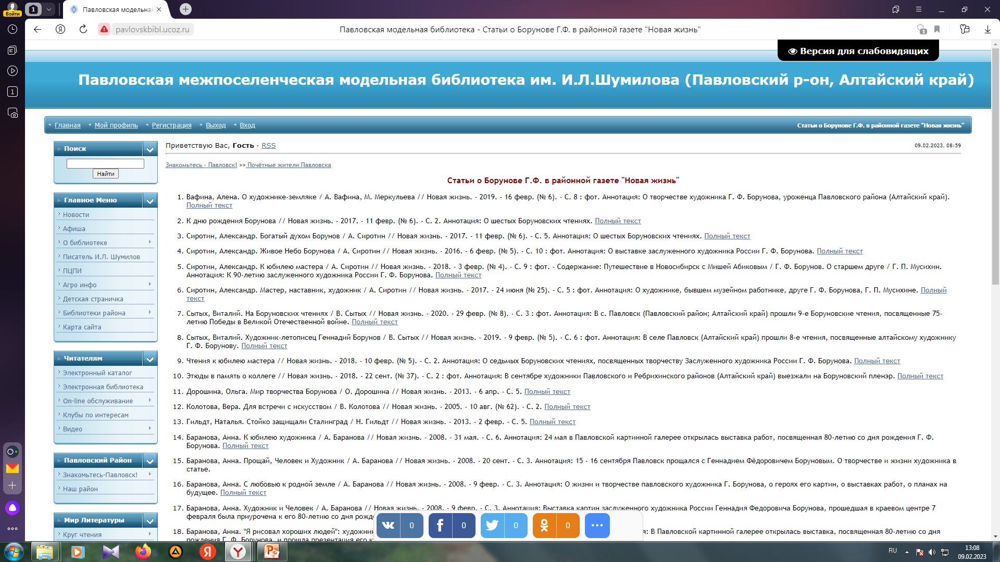 Войти
1
Павловская модельна
pavlovskbibl.ucoz.ru
Павловская модельная библиотека - Статьи о Борунове Г.Ф. в районной газете "Новая жизнь"
1
1
Версия для слабовидящих
Павловская межпоселенческая модельная библиотека им. И.Л.Шумилова (Павловский р-он, Алтайский край)
Главная Мой профиль Регистрация Выход Вход
Статьи о Борунове Г.Ф. в районной газете "Новая жизнь"
Поиск
Найти
Главное Меню
Новости
Афиша
О библиотеке
Писатель И.Л. Шумилов
ПЦПИ
Агро инфо
Детская страничка
Библиотеки района
Карта сайта
Читателям
Электронный каталог
Электронная библиотека
On-line обслуживание
Клубы по интересам
Видео
Павловский Район
Знакомьтесь-Павловск!
Наш район
Мир Литературы
Круг чтения
Приветствую Вас, Гость · RSS
09.02.2023, 08:59
Знакомьтесь - Павловск! >> Почётные жители Павловска
Статьи о Борунове Г.Ф. в районной газете "Новая жизнь"
1. Вафина, Алена. О художнике-земляке / А. Вафина, М. Меркульева // Новая жизнь. - 2019. - 16 февр. (№ 6). - С. 8 : фот. Аннотация: О творчестве художника Г. Ф. Борунова, уроженца Павловского района (Алтайский край).
Полный текст
2. К дню рождения Борунова // Новая жизнь. - 2017. - 11 февр. (№ 6). - С. 2. Аннотация: О шестых Боруновских чтениях. Полный текст
3. Сиротин, Александр. Богатый духом Борунов / А. Сиротин // Новая жизнь. - 2017. - 11 февр. (№ 6). - С. 5. Аннотация: О шестых Боруновских чтениях. Полный текст
4. Сиротин, Александр. Живое Небо Борунова / А. Сиротин // Новая жизнь. - 2016. - 6 февр. (№ 5). - С. 10 : фот. Аннотация: О выставке заслуженного художника России Г. Ф. Борунова. Полный текст
5. Сиротин, Александр. К юбилею мастера / А. Сиротин // Новая жизнь. - 2018. - 3 февр. (№ 4). - С. 9 : фот. - Содержание: Путешествие в Новосибирск с Мишей Абиковым / Г. Ф. Борунов. О старшем друге / Г. П. Мусихин.
Аннотация: К 90-летию заслуженного художника России Г. Ф. Борунова. Полный текст
6. Сиротин, Александр. Мастер, наставник, художник / А. Сиротин // Новая жизнь. - 2017. - 24 июня (№ 25). - С. 5 : фот. Аннотация: О художнике, бывшем музейном работнике, друге Г. Ф. Борунова, Г. П. Мусихине. Полный
текст
7. Сытых, Виталий. На Боруновских чтениях / В. Сытых // Новая жизнь. - 2020. - 29 февр. (№ 8). - С. 3 : фот. Аннотация: В с. Павловск (Павловский район; Алтайский край) прошли 9-е Боруновские чтения, посвященные 75-
летию Победы в Великой Отечественной войне. Полный текст
8. Сытых, Виталий. Художник-летописец Геннадий Борунов / В. Сытых // Новая жизнь. - 2019. - 9 февр. (№ 5). - С. 6 : фот. Аннотация: В селе Павловск (Алтайский край) прошли 8-е чтения, посвященные алтайскому художнику
Г. Ф. Борунову. Полный текст
9. Чтения к юбилею мастера // Новая жизнь. - 2018. - 10 февр. (№ 5). - С. 2. Аннотация: О седьмых Боруновских чтениях, посвященных творчеству Заслуженного художника России Г. Ф. Борунова. Полный текст
10. Этюды в память о коллеге // Новая жизнь. - 2018. - 22 сент. (№ 37). - С. 2 : фот. Аннотация: В сентябре художники Павловского и Ребрихинского районов (Алтайский край) выезжали на Боруновский пленэр. Полный текст
11. Дорошина, Ольга. Мир творчества Борунова / О. Дорошина // Новая жизнь. - 2013. - 6 апр. - С. 5. Полный текст
12. Колотова, Вера. Для встречи с искусством / В. Колотова // Новая жизнь. - 2005. - 10 авг. (№ 62). - С. 2. Полный текст
13. Гильдт, Наталья. Стойко защищали Сталинград / Н. Гильдт // Новая жизнь. - 2013. - 2 февр. - С. 5. Полный текст
14. Баранова, Анна. К юбилею художника / А. Баранова // Новая жизнь. - 2008. - 31 мая. - С. 6. Аннотация: 24 мая в Павловской картинной галерее открылась выставка работ, посвященная 80-летию со дня рождения Г. Ф.
Борунова. Полный текст
15. Баранова, Анна. Прощай, Человек и Художник / А. Баранова // Новая жизнь. - 2008. - 20 сент. - С. 3. Аннотация: 15 - 16 сентября Павловск прощался с Геннадием Фёдоровичем Боруновым. О творчестве и жизни художника в
статье.
16. Баранова, Анна. С любовью к родной земле / А. Баранова // Новая жизнь. - 2008. - 9 февр. - С. 3. Аннотация: О жизни и творчестве павловского художника Г. Борунова, о героях его картин, о выставках работ, о планах на
будущее. Полный текст
17. Баранова, Анна. Художник и Человек / А. Баранова // Новая жизнь. - 2008. - 9 февр. - С. 3. Аннотация: Выставка картин заслуженного художника России Геннадия Федоровича Борунова, прошедшая в краевом центре 7
февраля была приурочена к его 80-летию со дня рожд
18. Баранова, Анна. "Я рисовал хороших людей": художни
я: В Павловской картинной галерее открылась выставка, посвященная 80-летию со дня
рождения Г. Ф. Борунова, и прошла презентация его к
0 0 0 0
RU
13:08
09.02.2023